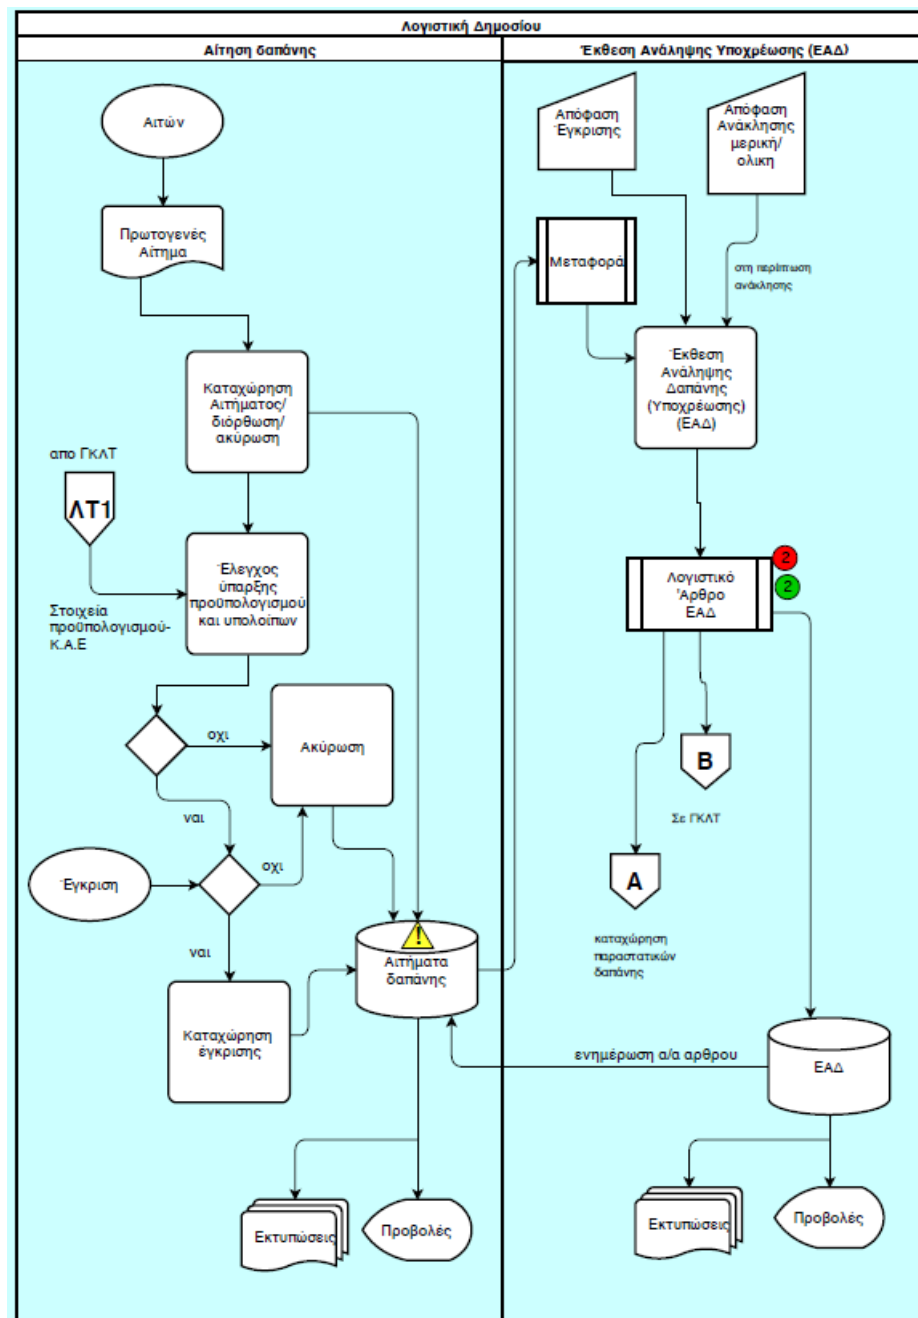 Λογιστική Δημοσίου
Αίτηση δαπάνης
Έκθεση Ανάληψης Υποχρέωσης (ΕΑΔ)
Αιτών
Πρωτογενές
Αίτημα
Καταχώρηση
Αιτήματος/
διόρθωση/
ακύρωση
απο ΓΚΛΤ
ΛΤ1
Στοιχεία
προϋπολογισμού-
Κ.Α.Ε
Έλεγχος
ύπαρξης
προϋπολογισμού
και υπολοίπων
οχι
Ακύρωση
ναι
Έγκριση
οχι
ναι
Καταχώρηση
έγκρισης
!
Αιτήματα
δαπάνης
Εκτυπώσεις
Προβολές
Απόφαση
Έγκρισης
Απόφαση
Ανάκλησης
μερική/
ολικη
Μεταφορά
στη περίπτωση
ανάκλησης
Έκθεση
Ανάληψης
Δαπάνης
(Υποχρέωσης)
(ΕΑΔ)
Λογιστικό
Άρθρο
ΕΑΔ
2
2
Β
Σε ΓΚΛΤ
Α
καταχώρηση
παραστατικών
δαπάνης
ενημέρωση α/α αρθρου
ΕΑΔ
Εκτυπώσεις
Προβολές